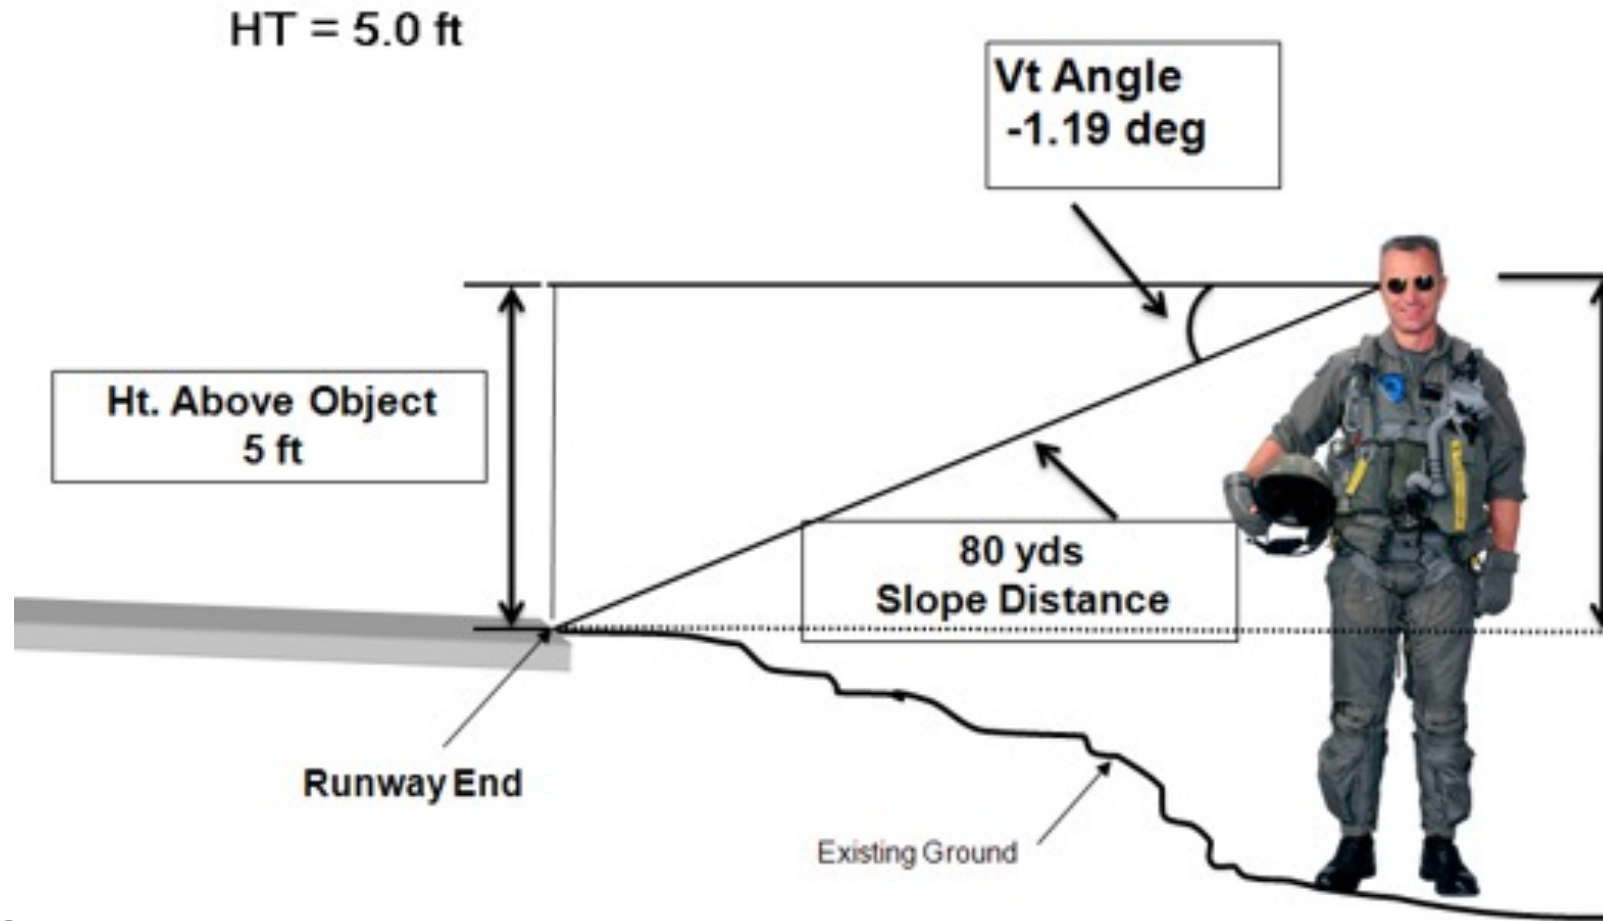 HT = 5.0 ft
Vt Angle
-1.19 deg
Ht. Above Object
5 ft
80 yds
Slope Distance
Runway End
Existing Ground